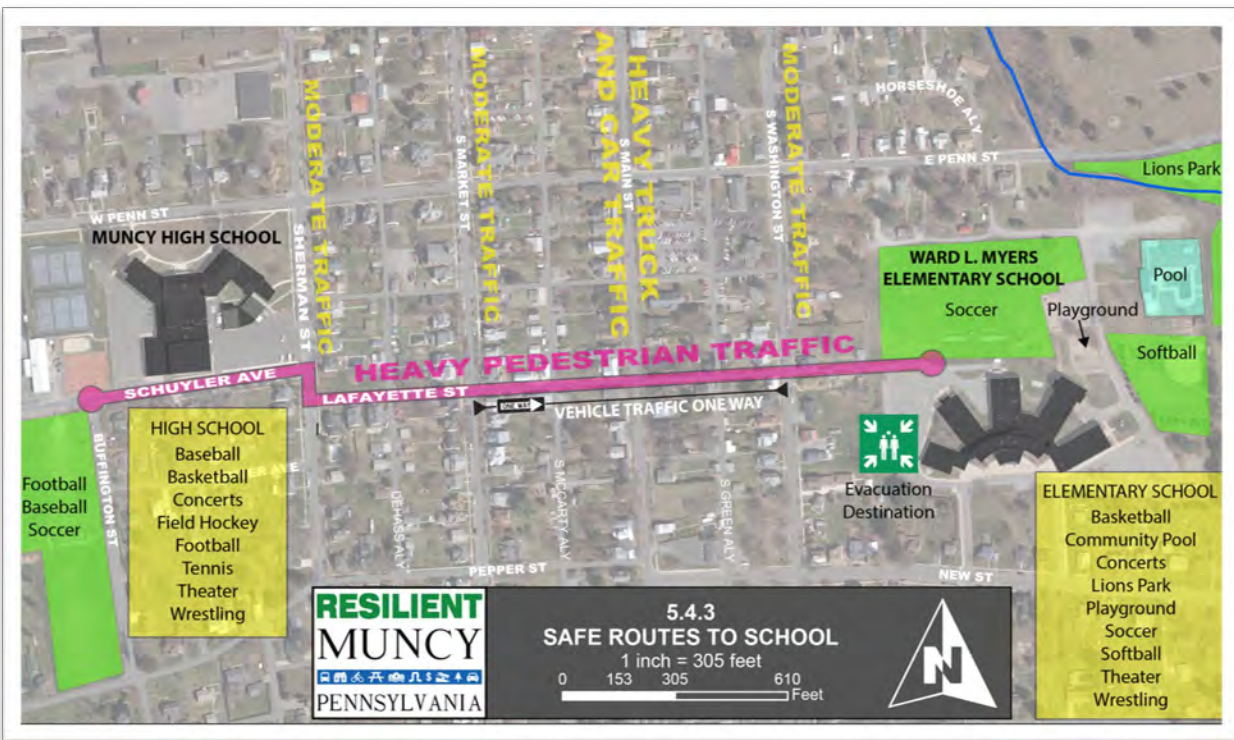 MODERATE TRAFFIC
MODERATE TRAFFIC
HEAVY TRUCK
AND CAR TRAFFIC
MODERATE TRAFFIC
HORSESHOE ALY
S MARKET ST
S MAIN ST
S WASHINGTON ST
E PENN ST
Lions Park
W PENN ST
MUNCY HIGH SCHOOL
SHERMAN ST
WARD L. MYERS
ELEMENTARY SCHOOL
Soccer
Playground
Pool
Softball
HEAVY PEDESTRIAN TRAFFIC
SCHUYLER AVE
LAFAYETTE ST
ONE WAY
VEHICLE TRAFFIC ONE WAY
BUFFINGTON ST
Football
Baseball
Soccer
HIGH SCHOOL
Baseball
Basketball
Concerts
Field Hockey
Football
Tennis
Theater
Wrestling
DEHASS ALY
S MCCARTY ALY
S GREEN ALY
Evacuation
Destination
PEPPER ST
NEW ST
ELEMENTARY SCHOOL
Basketball
Community Pool
Concerts
Lions Park
Playground
Soccer
Softball
Theater
Wrestling
RESILIENT
MUNCY
PENNSYLVANIA
5.4.3
SAFE ROUTES TO SCHOOL
1 inch = 305 feet
0 153 305 610
Feet
N